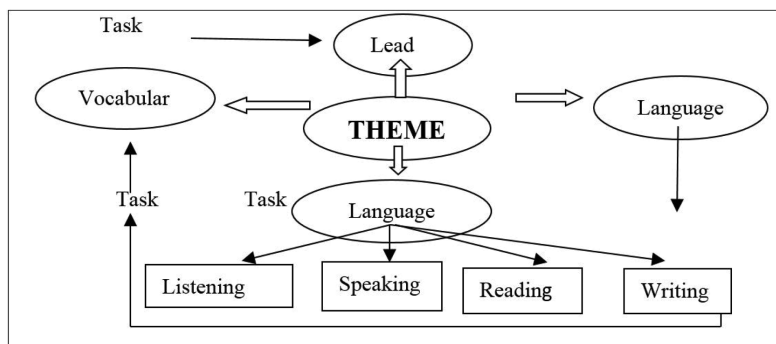 Task
Lead
Vocabular
Language
THEME
Task
Task
Language
Listening
Speaking
Reading
Writing